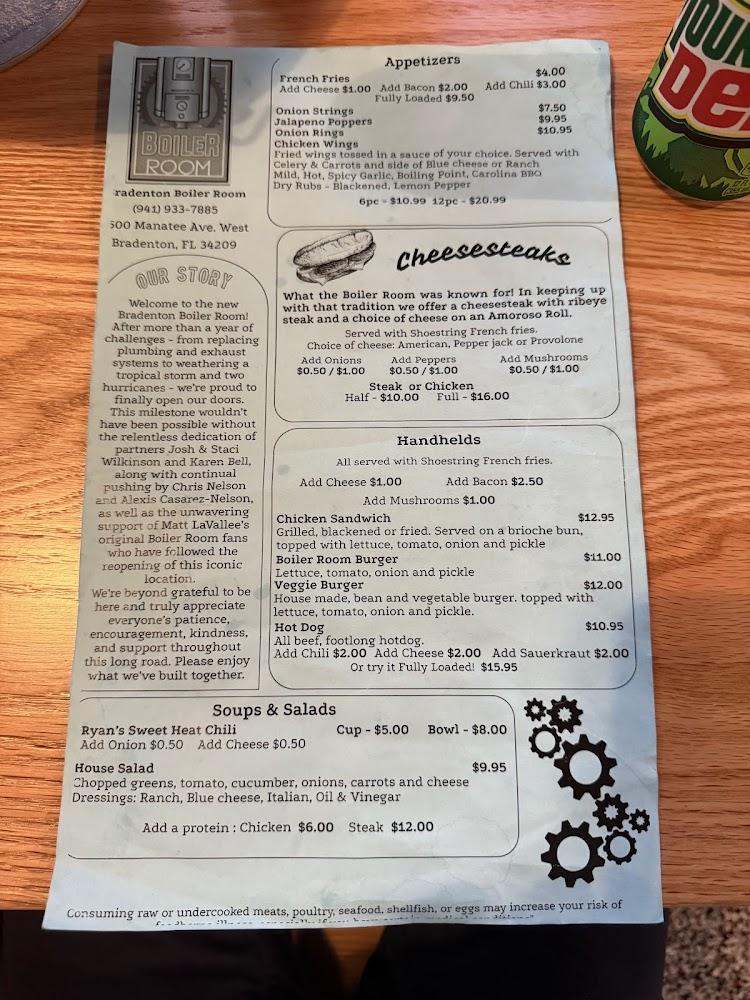 BOILER
ROOM
radenton Boiler Room
(941) 933-7885
500 Manatee Ave. West
Bradenton, FL 34209
OUR STORY
Welcome to the new
Bradenton Boiler Room!
After more than a year of
challenges - from replacing
plumbing and exhaust
systems to weathering a
tropical storm and two
hurricanes - we're proud to
finally open our doors.
This milestone wouldn't
have been possible without
the relentless dedication of
partners Josh & Staci
Wilkinson and Karen Bell,
along with continual
pushing by Chris Nelson
and Alexis Casarez-Nelson,
as well as the unwavering
support of Matt LaVallee's
original Boiler Room fans
who have followed the
reopening of this iconic
location.
We're beyond grateful to be
here and truly appreciate
everyone's patience,
encouragement, kindness,
and support throughout
this long road. Please enjoy
what we've built together.
Appetizers
French Fries $4.00
Add Cheese $1.00 Add Bacon $2.00 Add Chili $3.00
Fully Loaded $9.50
Onion Strings $7.50
Jalapeno Poppers $9.95
Onion Rings $10.95
Chicken Wings
Fried wings tossed in a sauce of your choice. Served with
Celery & Carrots and side of Blue cheese or Ranch
Mild, Hot, Spicy Garlic, Boiling Point, Carolina BBQ
Dry Rubs - Blackened, Lemon Pepper
6pc - $10.99 12pc - $20.99
Cheesesteaks
What the Boiler Room was known for! In keeping up
with that tradition we offer a cheesesteak with ribeye
steak and a choice of cheese on an Amoroso Roll.
Served with Shoestring French fries.
Choice of cheese: American, Pepper jack or Provolone
Add Onions Add Peppers Add Mushrooms
$0.50 / $1.00 $0.50 / $1.00 $0.50 / $1.00
Steak or Chicken
Half - $10.00 Full - $16.00
Handhelds
All served with Shoestring French fries.
Add Cheese $1.00 Add Bacon $2.50
Add Mushrooms $1.00
Chicken Sandwich $12.95
Grilled, blackened or fried. Served on a brioche bun,
topped with lettuce, tomato, onion and pickle
Boiler Room Burger $11.00
Lettuce, tomato, onion and pickle
Veggie Burger $12.00
House made, bean and vegetable burger. topped with
lettuce, tomato, onion and pickle.
Hot Dog $10.95
All beef, footlong hotdog.
Add Chili $2.00 Add Cheese $2.00 Add Sauerkraut $2.00
Or try it Fully Loaded! $15.95
Soups & Salads
Ryan's Sweet Heat Chili Cup - $5.00 Bowl - $8.00
Add Onion $0.50 Add Cheese $0.50
House Salad $9.95
Chopped greens, tomato, cucumber, onions, carrots and cheese
Dressings: Ranch, Blue cheese, Italian, Oil & Vinegar
Add a protein : Chicken $6.00 Steak $12.00
Consuming raw or undercooked meats, poultry, seafood, shellfish, or eggs may increase your risk of